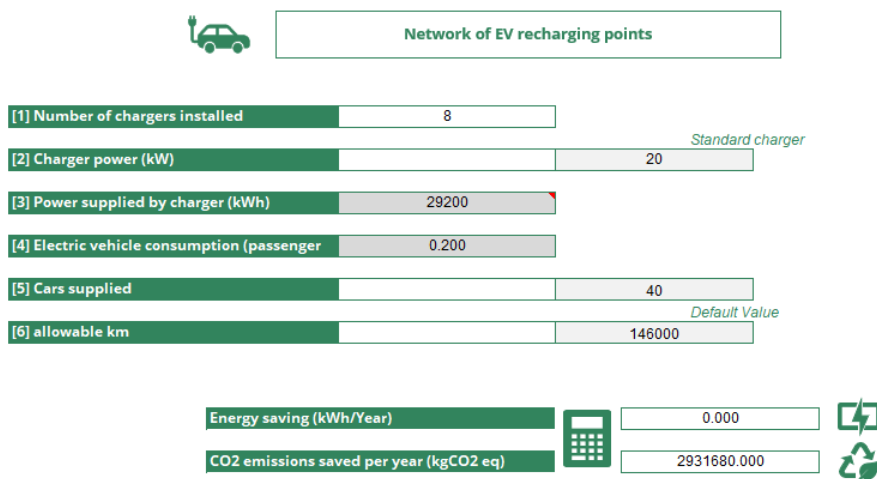 Network of EV recharging points
[1] Number of chargers installed 8
Standard charger
[2] Charger power (kW) 20
[3] Power supplied by charger (kWh) 29200
[4] Electric vehicle consumption (passenger 0.200
[5] Cars supplied 40
Default Value
[6] allowable km 146000
Energy saving (kWh/Year) 0.000
CO2 emissions saved per year (kgCO2 eq) 2931680.000